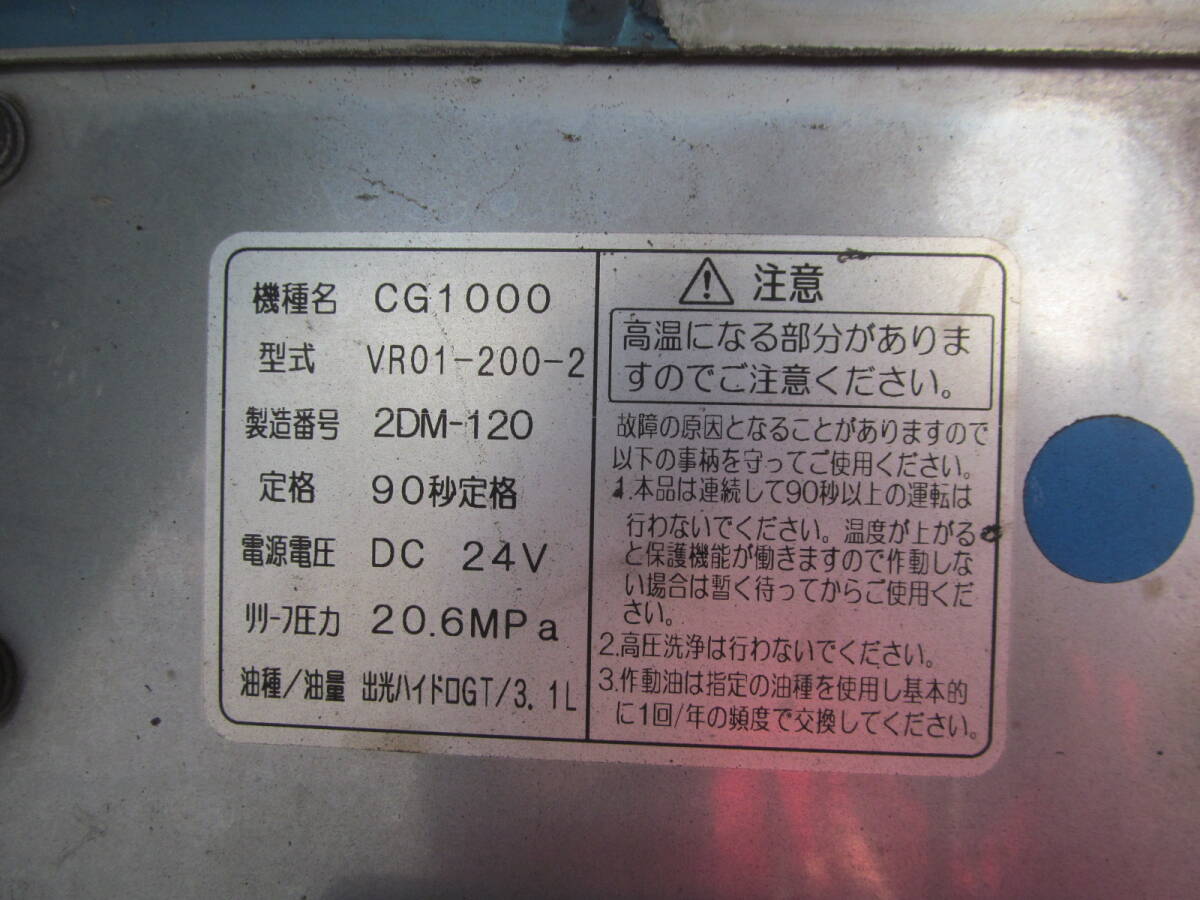 機種名 CG1000
型式 VR01-200-2
製造番号 2DM-120
定格 90秒定格
電源電圧 DC 24V
リリーフ圧力 20.6MPa
油種/油量 出光ハイドロGT/3.1L
注意
高温になる部分がありま
すのでご注意ください。
故障の原因となることがありますので
以下の事柄を守ってご使用ください。
1.本品は連続して90秒以上の運転は
行わないでください。温度が上がる
と保護機能が働きますので作動しな
い場合は暫く待ってからご使用くだ
さい。
2.高圧洗浄は行わないでください。
3.作動油は指定の油種を使用し基本的
に1回/年の頻度で交換してください。